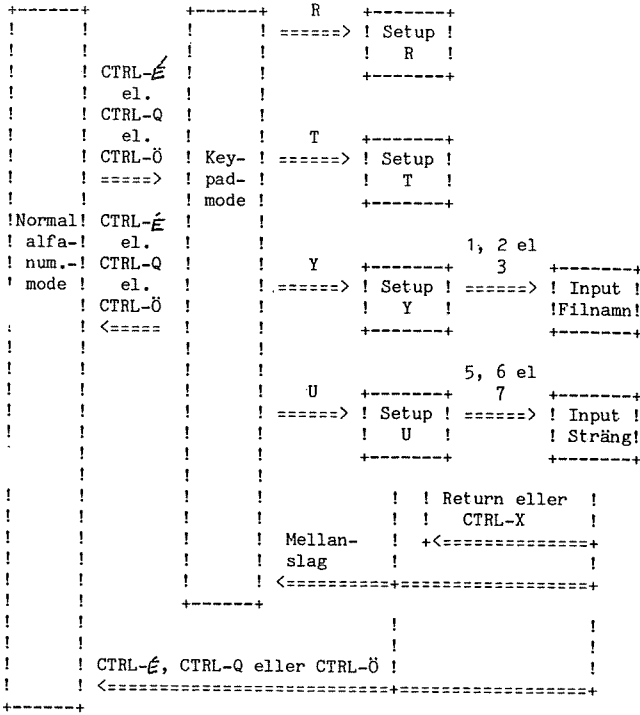 +------+ +------+ R +-------+
! ! ! ! ======> ! Setup !
! ! ! ! ! R !
! ! CTRL-É ! ! +-------+
! ! el. ! !
! ! CTRL-Q ! !
! ! el. ! ! T +-------+
! ! CTRL-Ö ! Key- ! ======> ! Setup !
! ! =====> ! pad- ! ! T !
! ! ! mode ! +-------+
!Normal! CTRL-É ! !
! alfa-! el. ! ! 1, 2 el
! num.-! CTRL-Q ! ! Y +-------+ 3 +-------+
! mode ! el. ! ! ======> ! Setup ! ======> ! Input !
! ! CTRL-Ö ! ! ! Y ! !Filnamn!
! ! <===== ! ! +-------+ +-------+
! ! ! !
! ! ! ! 5, 6 el
! ! ! ! U +-------+ 7 +-------+
! ! ! ! ======> ! Setup ! ======> ! Input !
! ! ! ! ! U ! ! Sträng!
! ! ! ! +-------+ +-------+
! ! ! ! ! ! Return eller !
! ! ! ! ! ! CTRL-X !
! ! ! ! Mellan- ! +<==============+
! ! ! ! slag ! !
! ! ! ! <==========+===================+
! ! +------+
! ! ! !
! ! ! !
! ! CTRL-É, CTRL-Q eller CTRL-Ö ! !
! ! <===========================+===================+
+------+